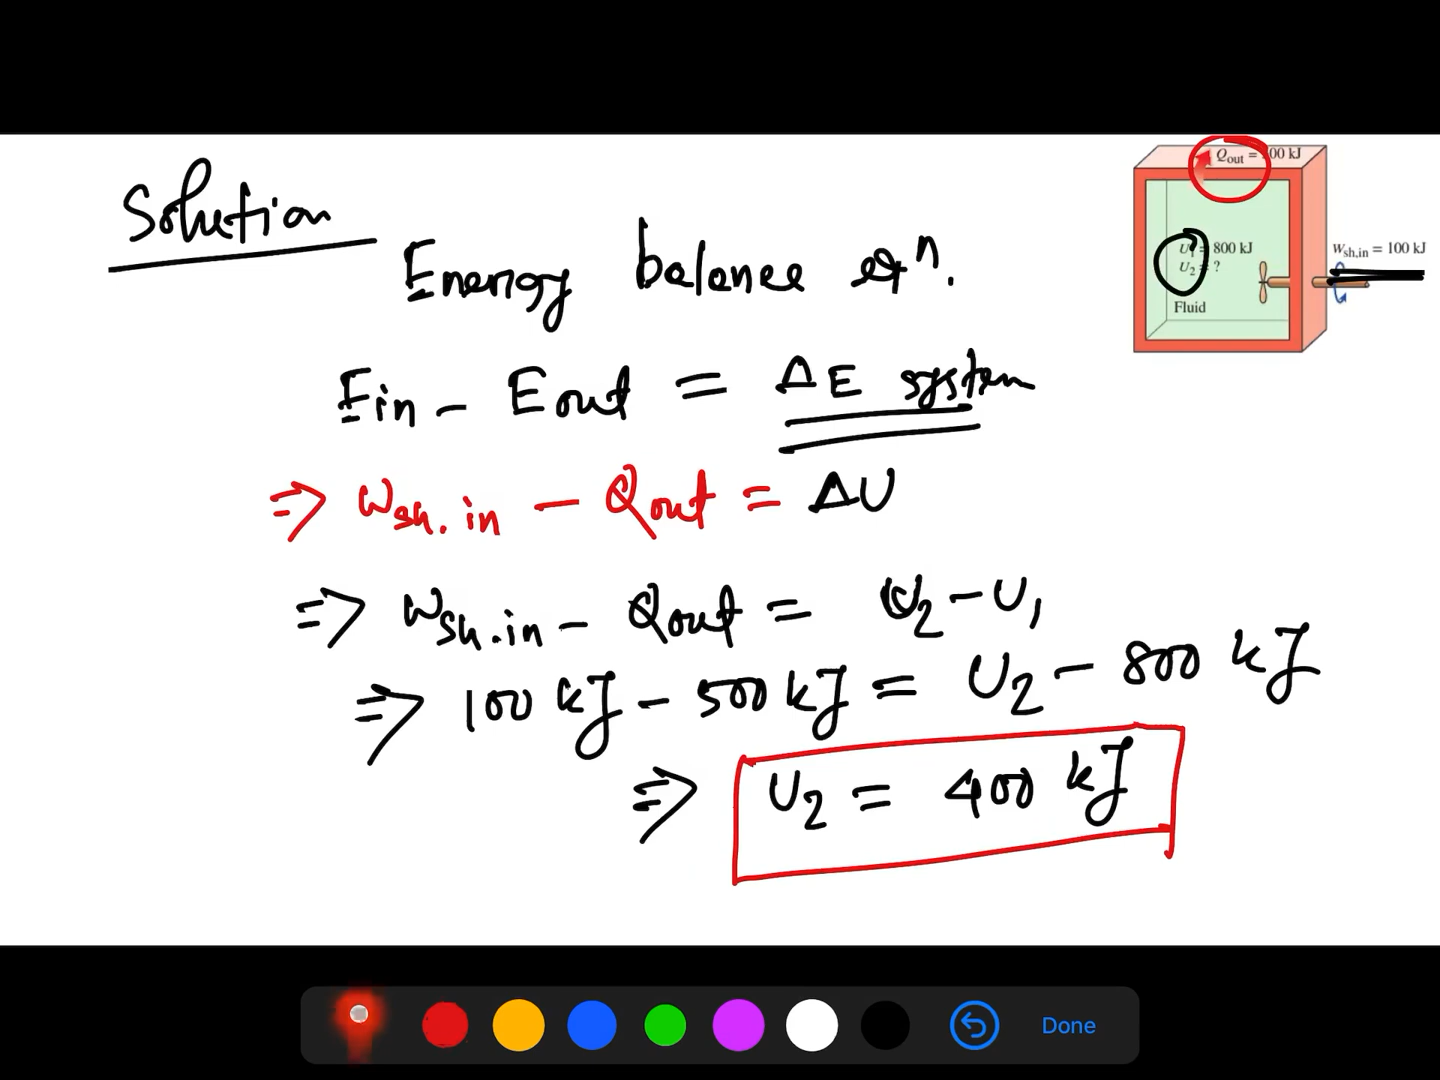 Solution
Energy balance eqⁿ.
Ein - Eout = ΔE system
⇒ Wsh.in - Qout = ΔU
⇒ Wsh.in - Qout = U₂ - U₁
⇒ 100 kJ - 500 kJ = U₂ - 800 kJ
⇒ U₂ = 400 kJ
Qout = 00 kJ
U₁ = 800 kJ
U₂ = ?
Fluid
Wsh,in = 100 kJ
Done